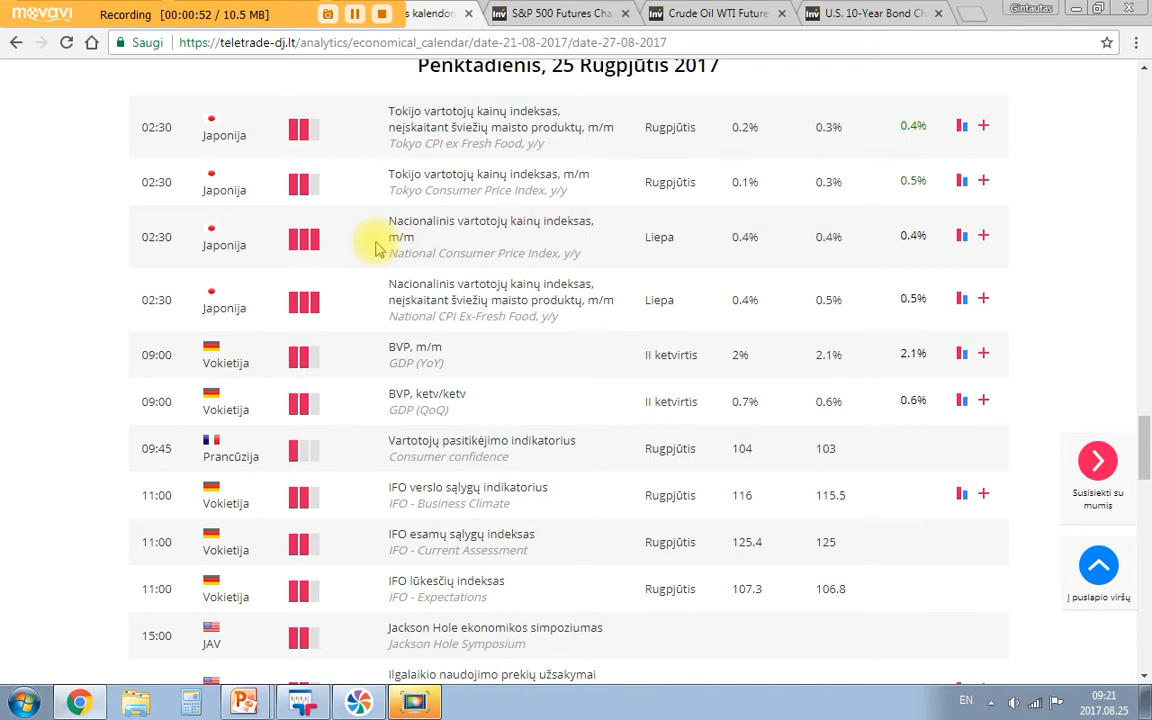 movavi
Recording [00:00:52 / 10.5 MB]
s kalendori
S&P 500 Futures Cha
Crude Oil WTI Future
U.S. 10-Year Bond Ch
Gintautas
Saugi
https://teletrade-dj.lt/analytics/economical_calendar/date-21-08-2017/date-27-08-2017
Penktadienis, 25 Rugpjūtis 2017
02:30
Japonija
Tokijo vartotojų kainų indeksas,
neįskaitant šviežių maisto produktų, m/m
Tokyo CPI ex Fresh Food, y/y
Rugpjūtis
0.2%
0.3%
0.4%
02:30
Japonija
Tokijo vartotojų kainų indeksas, m/m
Tokyo Consumer Price Index, y/y
Rugpjūtis
0.1%
0.3%
0.5%
02:30
Japonija
Nacionalinis vartotojų kainų indeksas,
m/m
National Consumer Price Index, y/y
Liepa
0.4%
0.4%
0.4%
02:30
Japonija
Nacionalinis vartotojų kainų indeksas,
neįskaitant šviežių maisto produktų, m/m
National CPI Ex-Fresh Food, y/y
Liepa
0.4%
0.5%
0.5%
09:00
Vokietija
BVP, m/m
GDP (YoY)
II ketvirtis
2%
2.1%
2.1%
09:00
Vokietija
BVP, ketv/ketv
GDP (QoQ)
II ketvirtis
0.7%
0.6%
0.6%
09:45
Prancūzija
Vartotojų pasitikėjimo indikatorius
Consumer confidence
Rugpjūtis
104
103
11:00
Vokietija
IFO verslo sąlygų indikatorius
IFO - Business Climate
Rugpjūtis
116
115.5
11:00
Vokietija
IFO esamų sąlygų indeksas
IFO - Current Assessment
Rugpjūtis
125.4
125
11:00
Vokietija
IFO lūkesčių indeksas
IFO - Expectations
Rugpjūtis
107.3
106.8
15:00
JAV
Jackson Hole ekonomikos simpoziumas
Jackson Hole Symposium
Ilgalaikio naudojimo prekių užsakymai
Susisiekti su
mumis
Į puslapio viršų
EN
09:21
2017.08.25